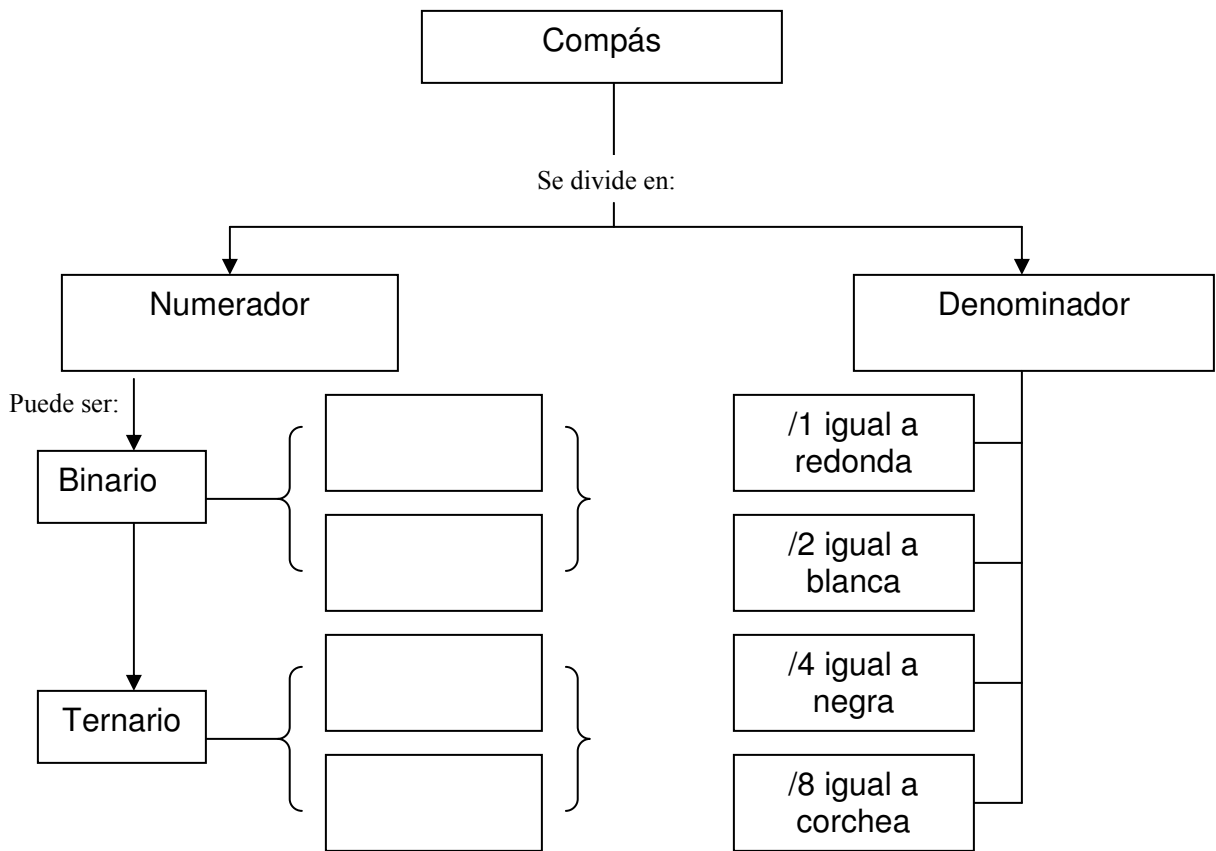 Compás
Se divide en:
Numerador
Denominador
Puede ser:
Binario
Ternario
/1 igual a
redonda
/2 igual a
blanca
/4 igual a
negra
/8 igual a
corchea